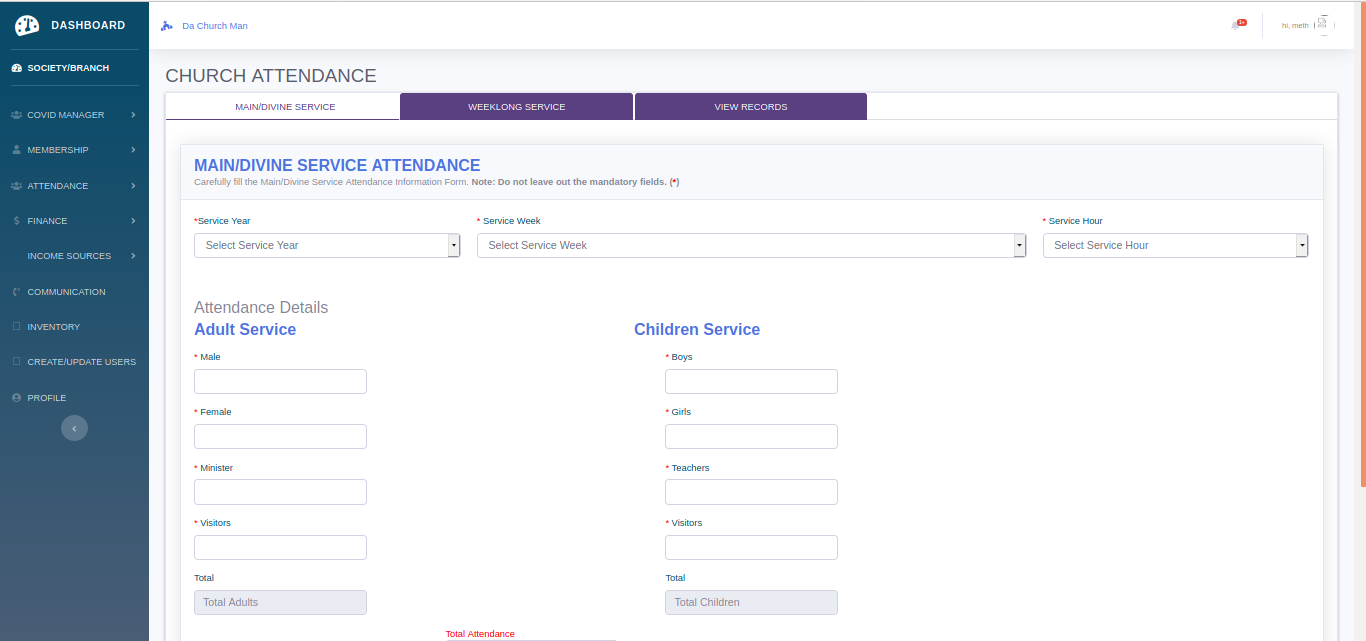 DASHBOARD
SOCIETY/BRANCH
COVID MANAGER
MEMBERSHIP
ATTENDANCE
FINANCE
INCOME SOURCES
COMMUNICATION
INVENTORY
CREATE/UPDATE USERS
PROFILE
Da Church Man
hi, meth
CHURCH ATTENDANCE
MAIN/DIVINE SERVICE
WEEKLONG SERVICE
VIEW RECORDS
MAIN/DIVINE SERVICE ATTENDANCE
Carefully fill the Main/Divine Service Attendance Information Form. Note: Do not leave out the mandatory fields. (*)
*Service Year
* Service Week
* Service Hour
Select Service Year
Select Service Week
Select Service Hour
Attendance Details
Adult Service
Children Service
* Male
* Boys
* Female
* Girls
* Minister
* Teachers
* Visitors
* Visitors
Total
Total
Total Adults
Total Children
Total Attendance